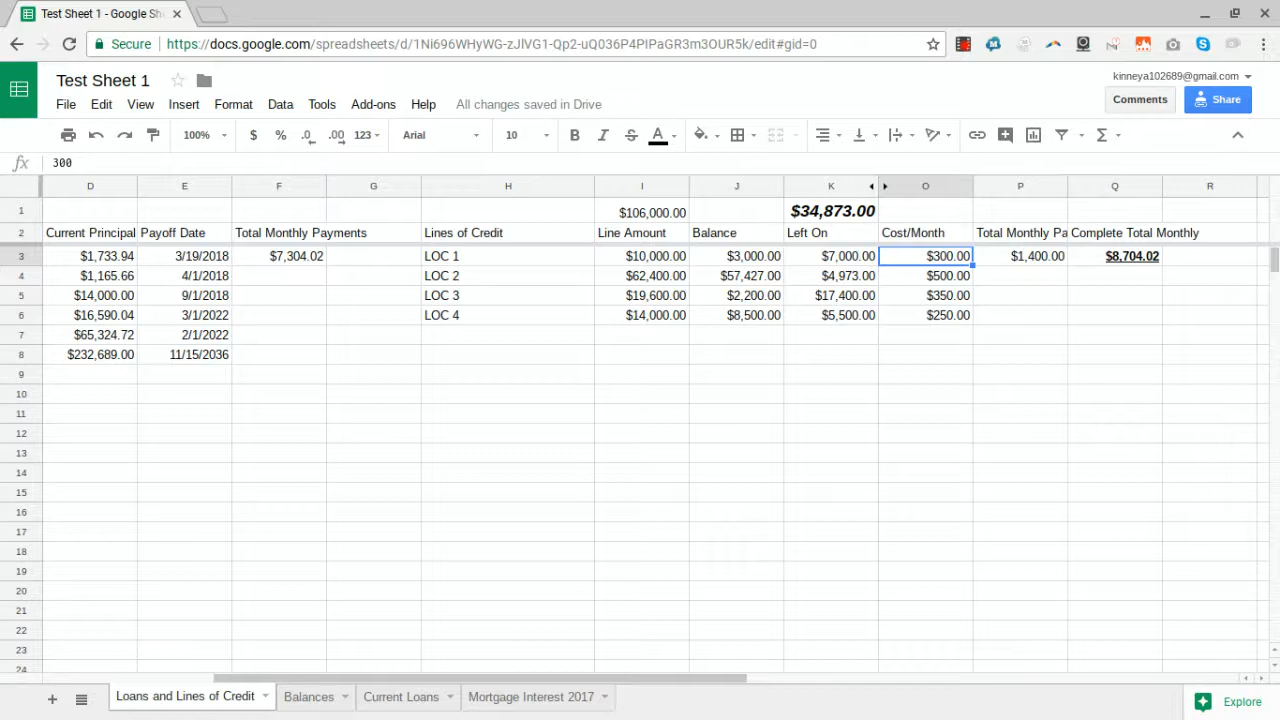 Test Sheet 1 - Google Sh
Secure https://docs.google.com/spreadsheets/d/1Ni696WHyWG-zJlVG1-Qp2-uQ036P4PIPaGR3m3OUR5k/edit#gid=0
Test Sheet 1
kinneya102689@gmail.com
File Edit View Insert Format Data Tools Add-ons Help All changes saved in Drive
Comments Share
100% $ % .0 .00 123 Arial 10 B I S A
fx 300
D E F G H I J K O P Q R
1 $106,000.00 $34,873.00
2 Current Principal Payoff Date Total Monthly Payments Lines of Credit Line Amount Balance Left On Cost/Month Total Monthly Pa Complete Total Monthly
3 $1,733.94 3/19/2018 $7,304.02 LOC 1 $10,000.00 $3,000.00 $7,000.00 $300.00 $1,400.00 $8,704.02
4 $1,165.66 4/1/2018 LOC 2 $62,400.00 $57,427.00 $4,973.00 $500.00
5 $14,000.00 9/1/2018 LOC 3 $19,600.00 $2,200.00 $17,400.00 $350.00
6 $16,590.04 3/1/2022 LOC 4 $14,000.00 $8,500.00 $5,500.00 $250.00
7 $65,324.72 2/1/2022
8 $232,689.00 11/15/2036
9
10
11
12
13
14
15
16
17
18
19
20
21
22
23
24
Loans and Lines of Credit Balances Current Loans Mortgage Interest 2017 Explore